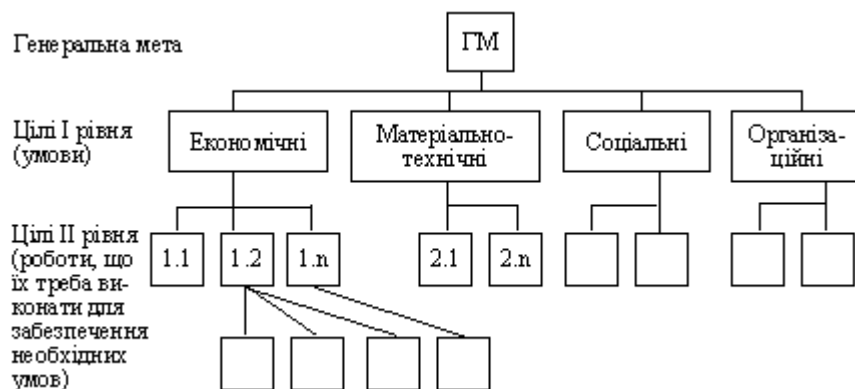 Генеральна мета
ГМ
Цілі І рівня
(умови)
Економічні
Матеріально-
технічні
Соціальні
Організа-
ційні
Цілі ІІ рівня
(роботи, що
їх треба ви-
конати для
забезпечення
необхідних
умов)
1.1
1.2
1.n
2.1
2.n